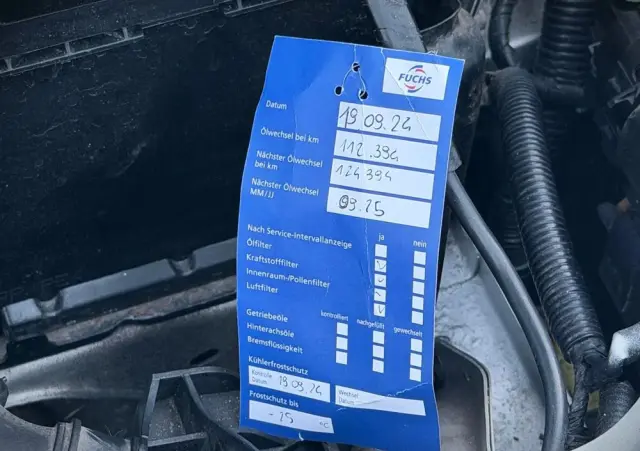 FUCHS
Datum 19.09.24
Ölwechsel bei km 112.394
Nächster Ölwechsel bei km 124394
Nächster Ölwechsel MM/JJ 09.25
ja nein
Nach Service-Intervallanzeige
Ölfilter
Kraftstofffilter
Innenraum-/Pollenfilter
Luftfilter
kontrolliert nachgefüllt gewechselt
Getriebeöle
Hinterachsöle
Bremsflüssigkeit
Kühlerfrostschutz
Kontrolle Datum: 19.09.24 Wechsel Datum:
Frostschutz bis
-25 °C